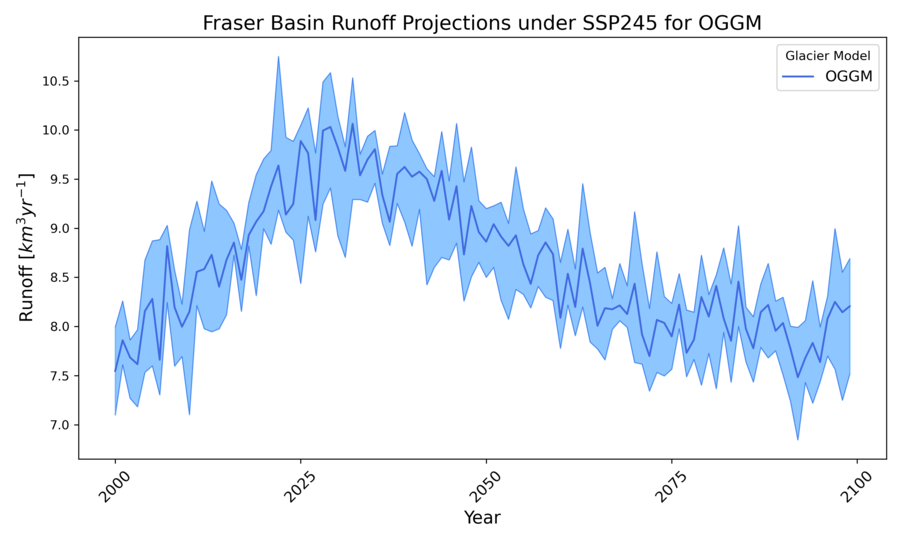 Fraser Basin Runoff Projections under SSP245 for OGGM
Glacier Model
OGGM
Runoff [km³yr⁻¹]
10.5
10.0
9.5
9.0
8.5
8.0
7.5
7.0
2000
2025
2050
2075
2100
Year